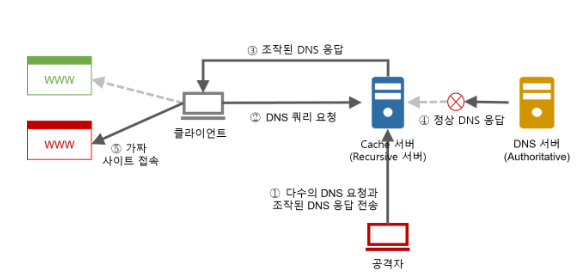 ③ 조작된 DNS 응답
www
www
클라이언트
② DNS 쿼리 요청
④ 정상 DNS 응답
Cache 서버
(Recursive 서버)
DNS 서버
(Authoritative)
⑤ 가짜
사이트 접속
① 다수의 DNS 요청과
조작된 DNS 응답 전송
공격자